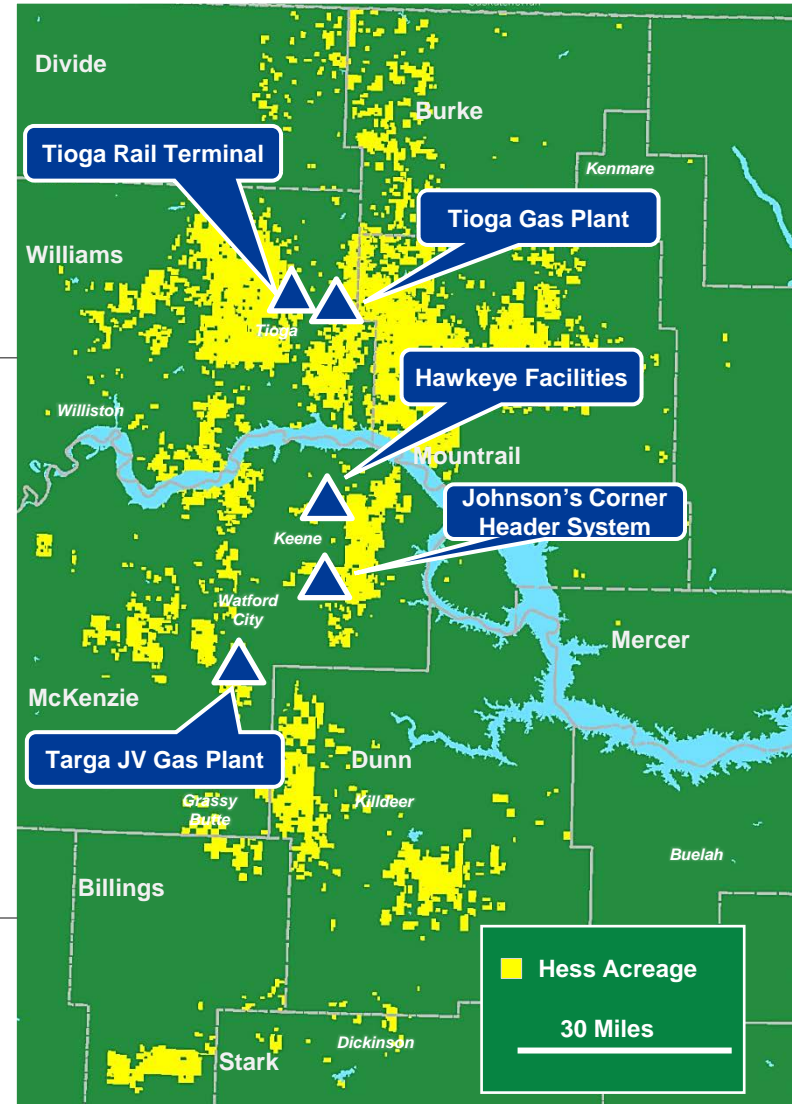 Divide
Burke
Tioga Rail Terminal
Kenmare
Tioga Gas Plant
Williams
Tioga
Hawkeye Facilities
Williston
Mountrail
Johnson's Corner
Header System
Keene
Watford
City
Mercer
McKenzie
Targa JV Gas Plant
Dunn
Grassy
Butte
Killdeer
Buelah
Billings
Hess Acreage
30 Miles
Dickinson
Stark